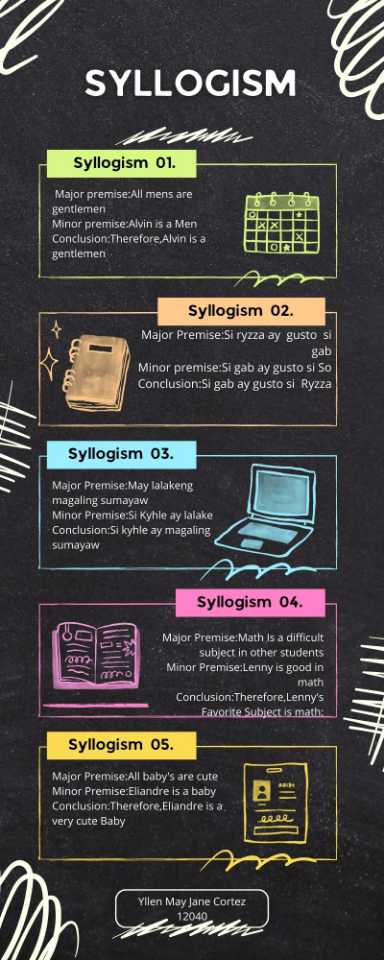 SYLLOGISM
Syllogism 01.
Major premise:All mens are
gentlemen
Minor premise:Alvin is a Men
Conclusion:Therefore,Alvin is a
gentlemen
Syllogism 02.
Major Premise:Si ryzza ay gusto si
gab
Minor premise:Si gab ay gusto si So
Conclusion:Si gab ay gusto si Ryzza
Syllogism 03.
Major Premise:May lalakeng
magaling sumayaw
Minor Premise:Si Kyhle ay lalake
Conclusion:Si kyhle ay magaling
sumayaw
Syllogism 04.
Major Premise:Math Is a difficult
subject in other students
Minor Premise:Lenny is good in
math
Conclusion:Therefore,Lenny's
Favorite Subject is math:
Syllogism 05.
Major Premise:All baby's are cute
Minor Premise:Eliandre is a baby
Conclusion:Therefore,Eliandre is a
very cute Baby
Yllen May Jane Cortez
12040